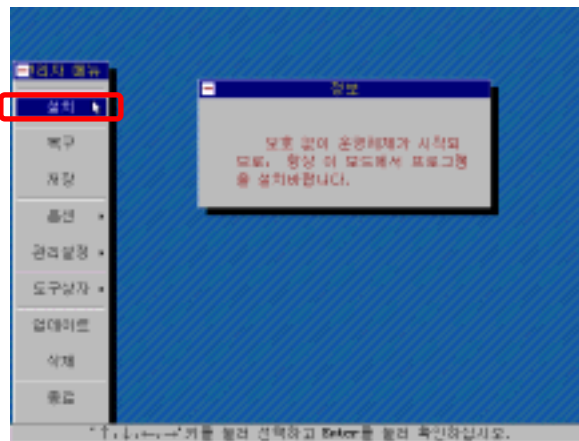 관리자 메뉴
설치
복구
저장
옵션
관리설정
도구상자
업데이트
삭제
종료
정보
보호 없이 운영체제가 시작되
므로, 항상 이 모드에서 프로그램
을 설치바랍니다.
"↑,↓,←,→"키를 눌러 선택하고 Enter를 눌러 확인하십시오.